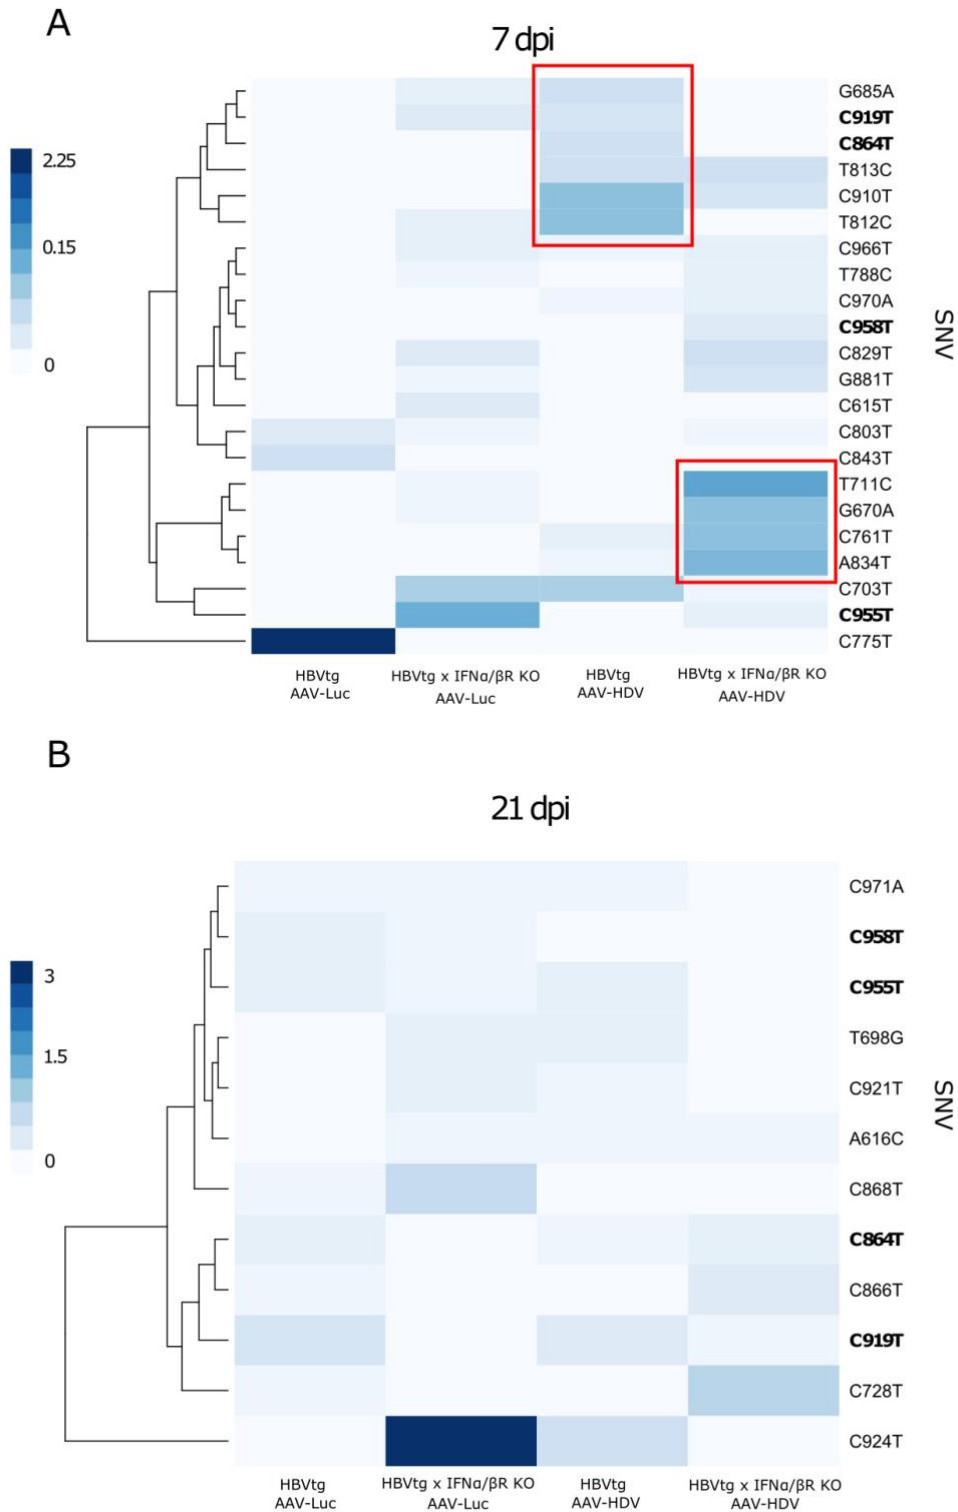 A
7 dpi
2.25
0.15
0
G685A
C919T
C864T
T813C
C910T
T812C
C966T
T788C
C970A
C958T
C829T
G881T
C615T
C803T
C843T
T711C
G670A
C761T
A834T
C703T
C955T
C775T
SNV
HBVtg
AAV-Luc
HBVtg x IFNα/βR KO
AAV-Luc
HBVtg
AAV-HDV
HBVtg x IFNα/βR KO
AAV-HDV
B
21 dpi
3
1.5
0
C971A
C958T
C955T
T698G
C921T
A616C
C868T
C864T
C866T
C919T
C728T
C924T
SNV
HBVtg
AAV-Luc
HBVtg x IFNα/βR KO
AAV-Luc
HBVtg
AAV-HDV
HBVtg x IFNα/βR KO
AAV-HDV